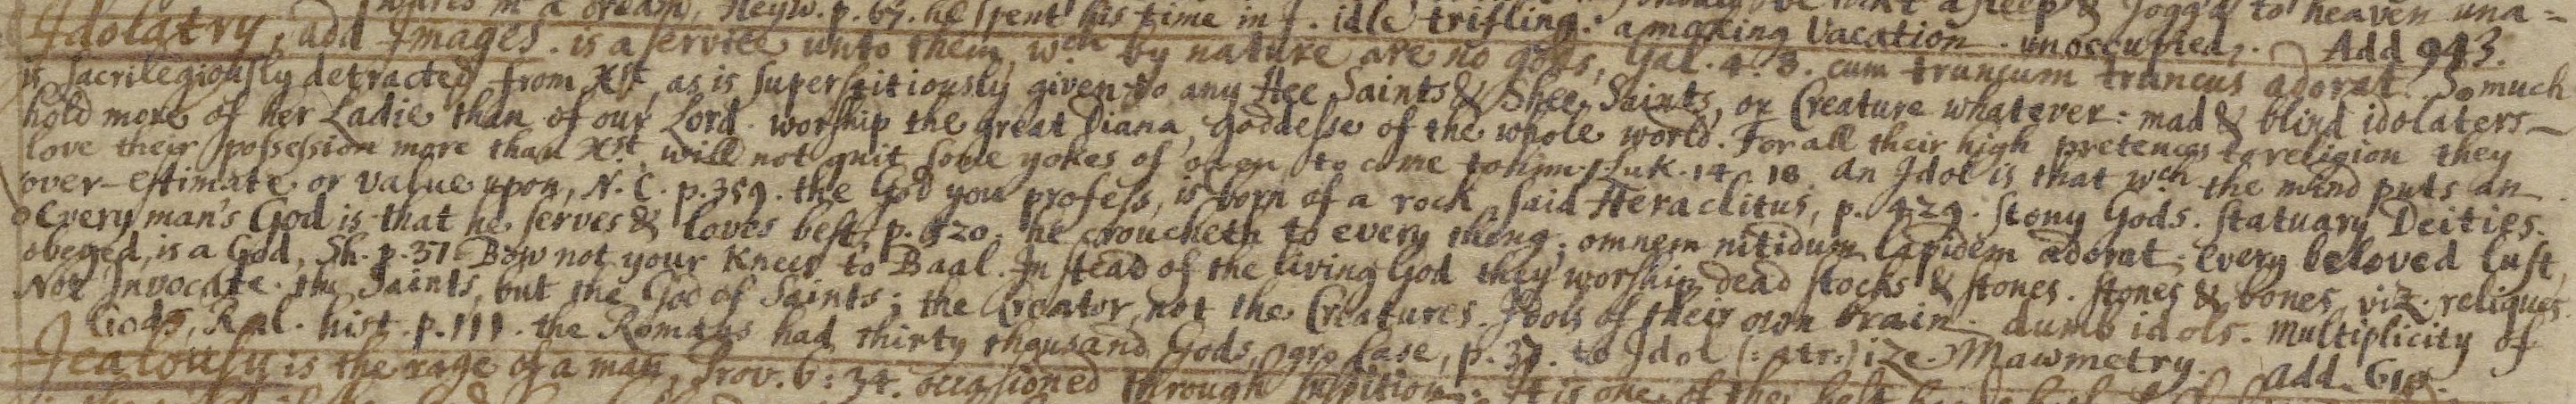 in a dream, Heyw. p. 67. he spent his time in J. idle trifling. a making Vacation. unoccupied. Add 943.
Idolatry, add Images. is a service unto them, wch by nature are no gods, Gal. 4. 8. cum truncum truncus adorat. So much
is sacrilegiously detracted from Xst, as is superstitiously given to any Hee Saints & Shee Saints, or Creature whatever: mad & blind idolaters
hold more of her Ladie than of our Lord. worship the great Diana, goddesse of the whole world. For all their high pretences to religion they
love their possession more than Xst, will not quit some yokes of oxen to come to him, Luk. 14. 18. An Idol is that wch the mind puts an
over-estimate or value upon, N. C. p. 359. the God you profess, is born of a rock, said Heraclitus, p. 429. Stony Gods. Statuary Deities.
Every man's God is that he serves & loves best, p. 520. he croucheth to every thing; omnem nitidum lapidem adorat. every beloved lust,
obeyed, is a God, Sh. p. 37. Bow not your knees to Baal. In stead of the living God they worship dead stocks & stones. stones & bones, viz. reliques.
Not Invocate the Saints, but the God of Saints; the Creator, not the Creatures. Idols of their own brain. dumb idols. Multiplicity of
Gods, Ral. hist. p. 111. the Romans had thirty thousand Gods, p. 37. to Idol (:atr:) ize. Mawmetry.
Jealousy is the rage of a man, Prov. 6: 34. occasioned through suspition. It is one of the Add. 618.